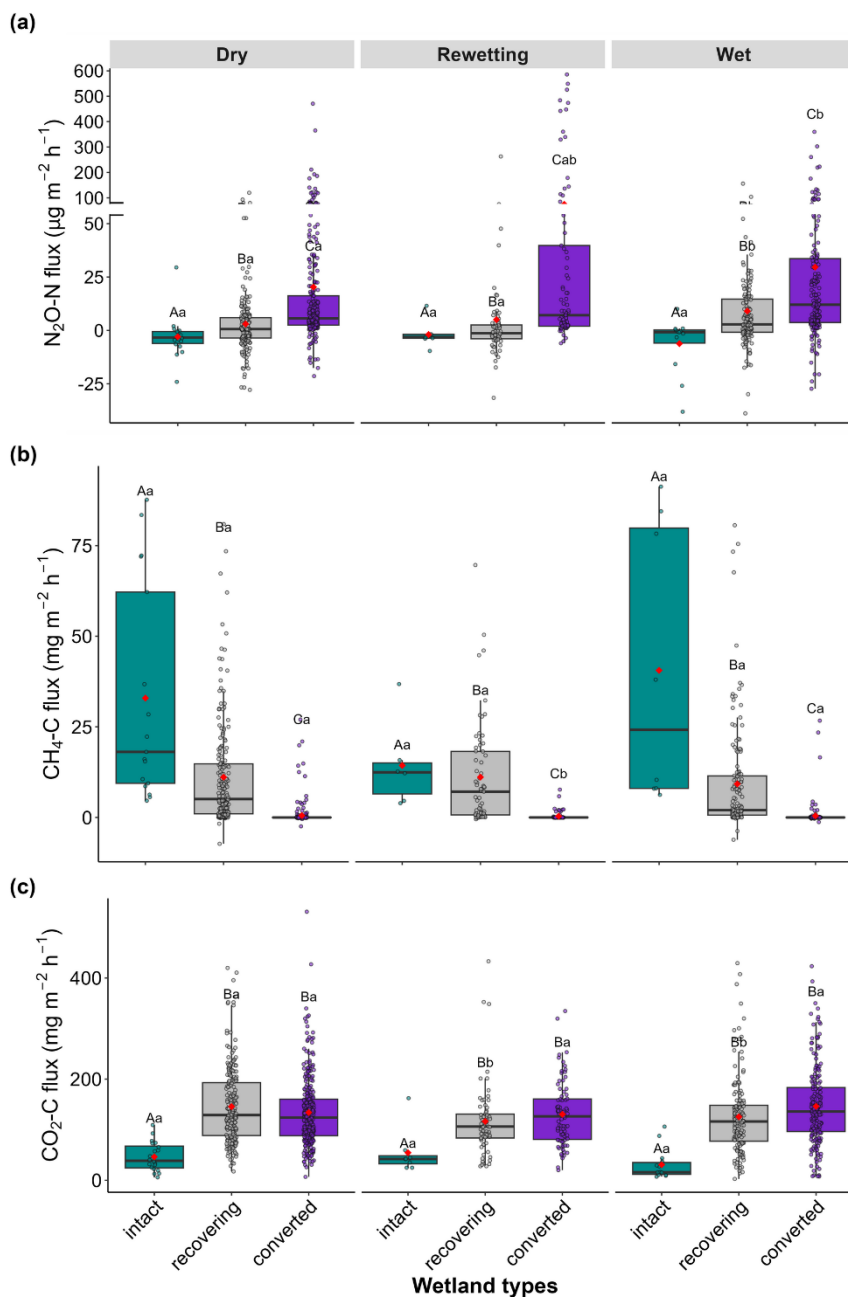 (a)
Dry Rewetting Wet
N₂O-N flux (µg m⁻² h⁻¹)
600
500
400
300
200
100
50
25
0
-25
Aa Ba Ca
Aa Ba Cab
Aa Bb Cb
(b)
CH₄-C flux (mg m⁻² h⁻¹)
75
50
25
0
Aa Ba Ca
Aa Ba Cb
Aa Ba Ca
(c)
CO₂-C flux (mg m⁻² h⁻¹)
400
200
0
Aa Ba Ba
Aa Bb Ba
Aa Bb Ba
intact recovering converted intact recovering converted intact recovering converted
Wetland types